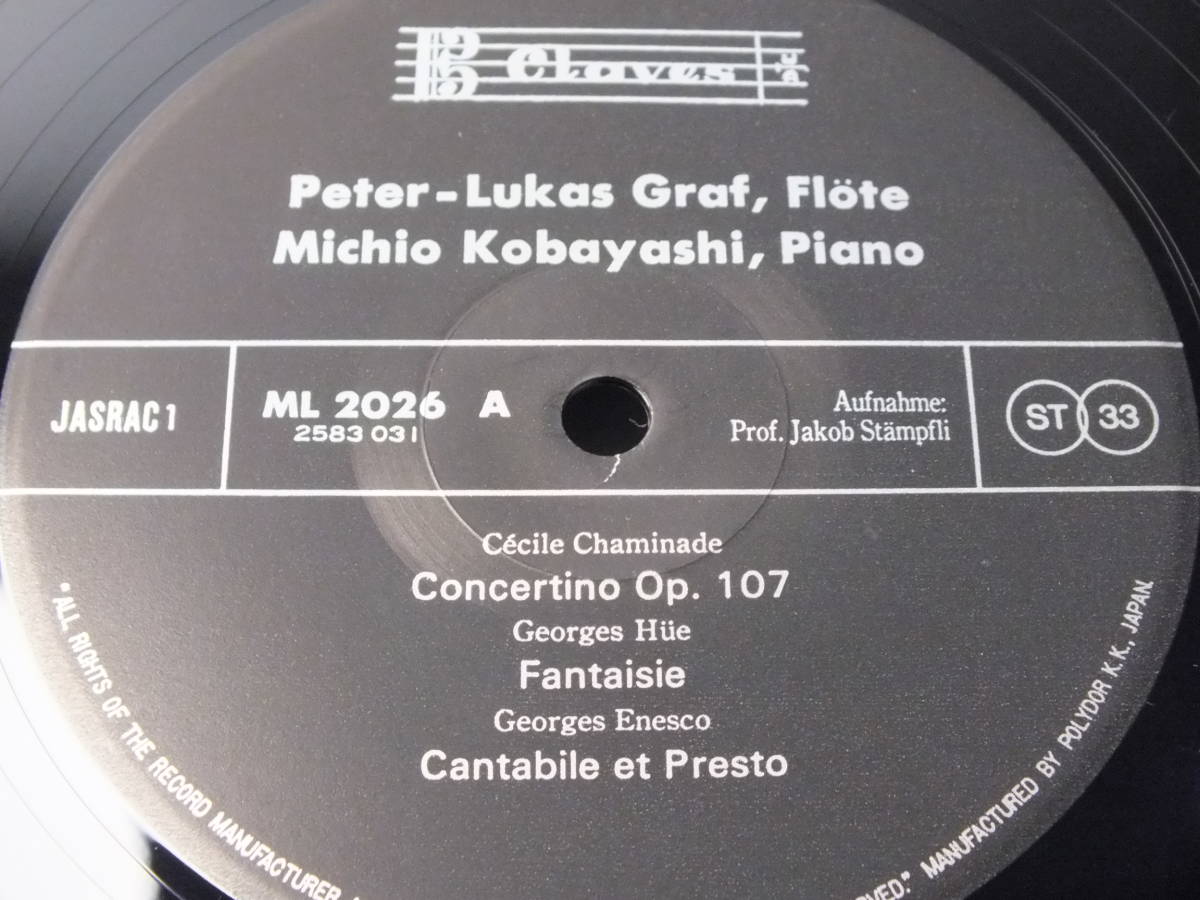 Claves
Peter-Lukas Graf, Flöte
Michio Kobayashi, Piano
JASRAC 1
ML 2026 A
2583 031
Aufnahme:
Prof. Jakob Stämpfli
ST 33
Cécile Chaminade
Concertino Op. 107
Georges Hüe
Fantaisie
Georges Enesco
Cantabile et Presto
"ALL RIGHTS OF THE RECORD MANUFACTURER
MANUFACTURED BY POLYDOR K.K., JAPAN.